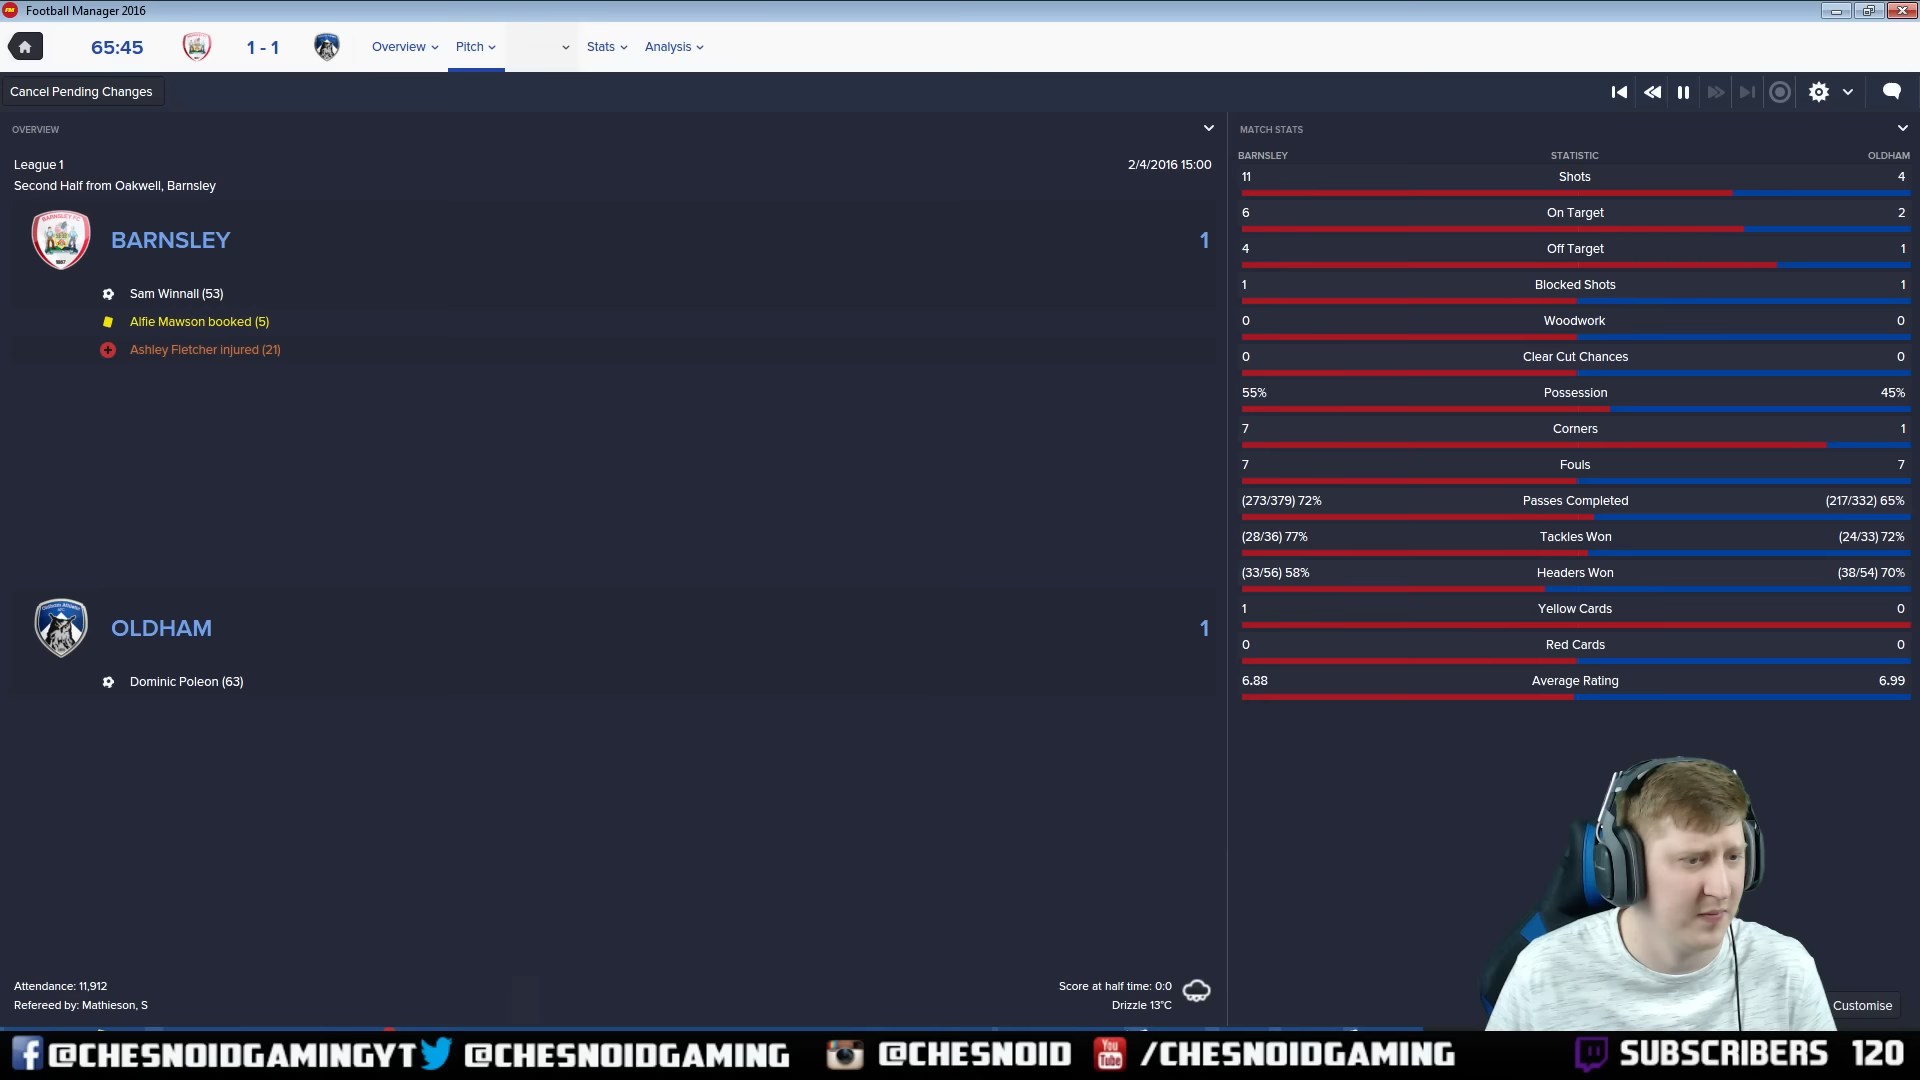 Football Manager 2016
65:45
1 - 1
Overview
Pitch
Stats
Analysis
Cancel Pending Changes
OVERVIEW
League 1
2/4/2016 15:00
Second Half from Oakwell, Barnsley
BARNSLEY
1
Sam Winnall (53)
Alfie Mawson booked (5)
Ashley Fletcher injured (21)
OLDHAM
1
Dominic Poleon (63)
Attendance: 11,912
Refereed by: Mathieson, S
Score at half time: 0:0
Drizzle 13°C
MATCH STATS
BARNSLEY STATISTIC OLDHAM
11 Shots 4
6 On Target 2
4 Off Target 1
1 Blocked Shots 1
0 Woodwork 0
0 Clear Cut Chances 0
55% Possession 45%
7 Corners 1
7 Fouls 7
(273/379) 72% Passes Completed (217/332) 65%
(28/36) 77% Tackles Won (24/33) 72%
(33/56) 58% Headers Won (38/54) 70%
1 Yellow Cards 0
0 Red Cards 0
6.88 Average Rating 6.99
Customise
@CHESNOIDGAMINGYT @CHESNOIDGAMING @CHESNOID You Tube /CHESNOIDGAMING SUBSCRIBERS 120